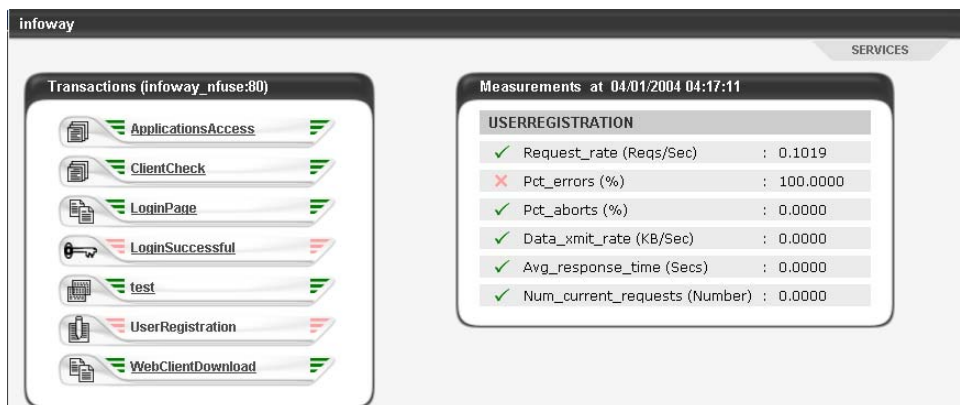 infoway
SERVICES
Transactions (infoway_nfuse:80)
ApplicationsAccess
ClientCheck
LoginPage
LoginSuccessful
test
UserRegistration
WebClientDownload
Measurements at 04/01/2004 04:17:11
USERREGISTRATION
Request_rate (Reqs/Sec) : 0.1019
Pct_errors (%) : 100.0000
Pct_aborts (%) : 0.0000
Data_xmit_rate (KB/Sec) : 0.0000
Avg_response_time (Secs) : 0.0000
Num_current_requests (Number) : 0.0000